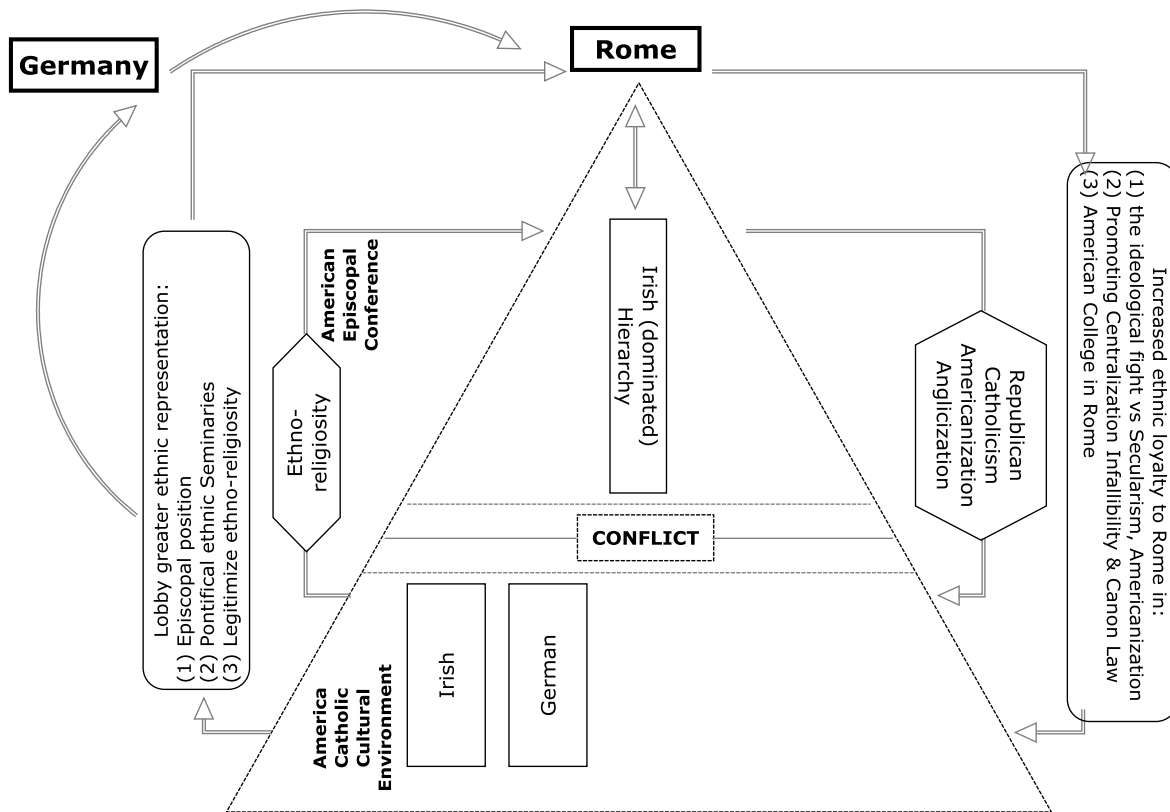 Germany
Rome
Lobby greater ethnic representation:
(1) Episcopal position
(2) Pontifical ethnic Seminaries
(3) Legitimize ethno-religiosity
American
Episcopal
Conference
Ethno-
religiosity
Irish (dominated)
Hierarchy
Republican
Catholicism
Americanization
Anglicization
Increased ethnic loyalty to Rome in:
(1) the ideological fight vs Secularism, Americanization
(2) Promoting Centralization Infallibility & Canon Law
(3) American College in Rome
CONFLICT
America
Catholic
Cultural
Environment
Irish
German